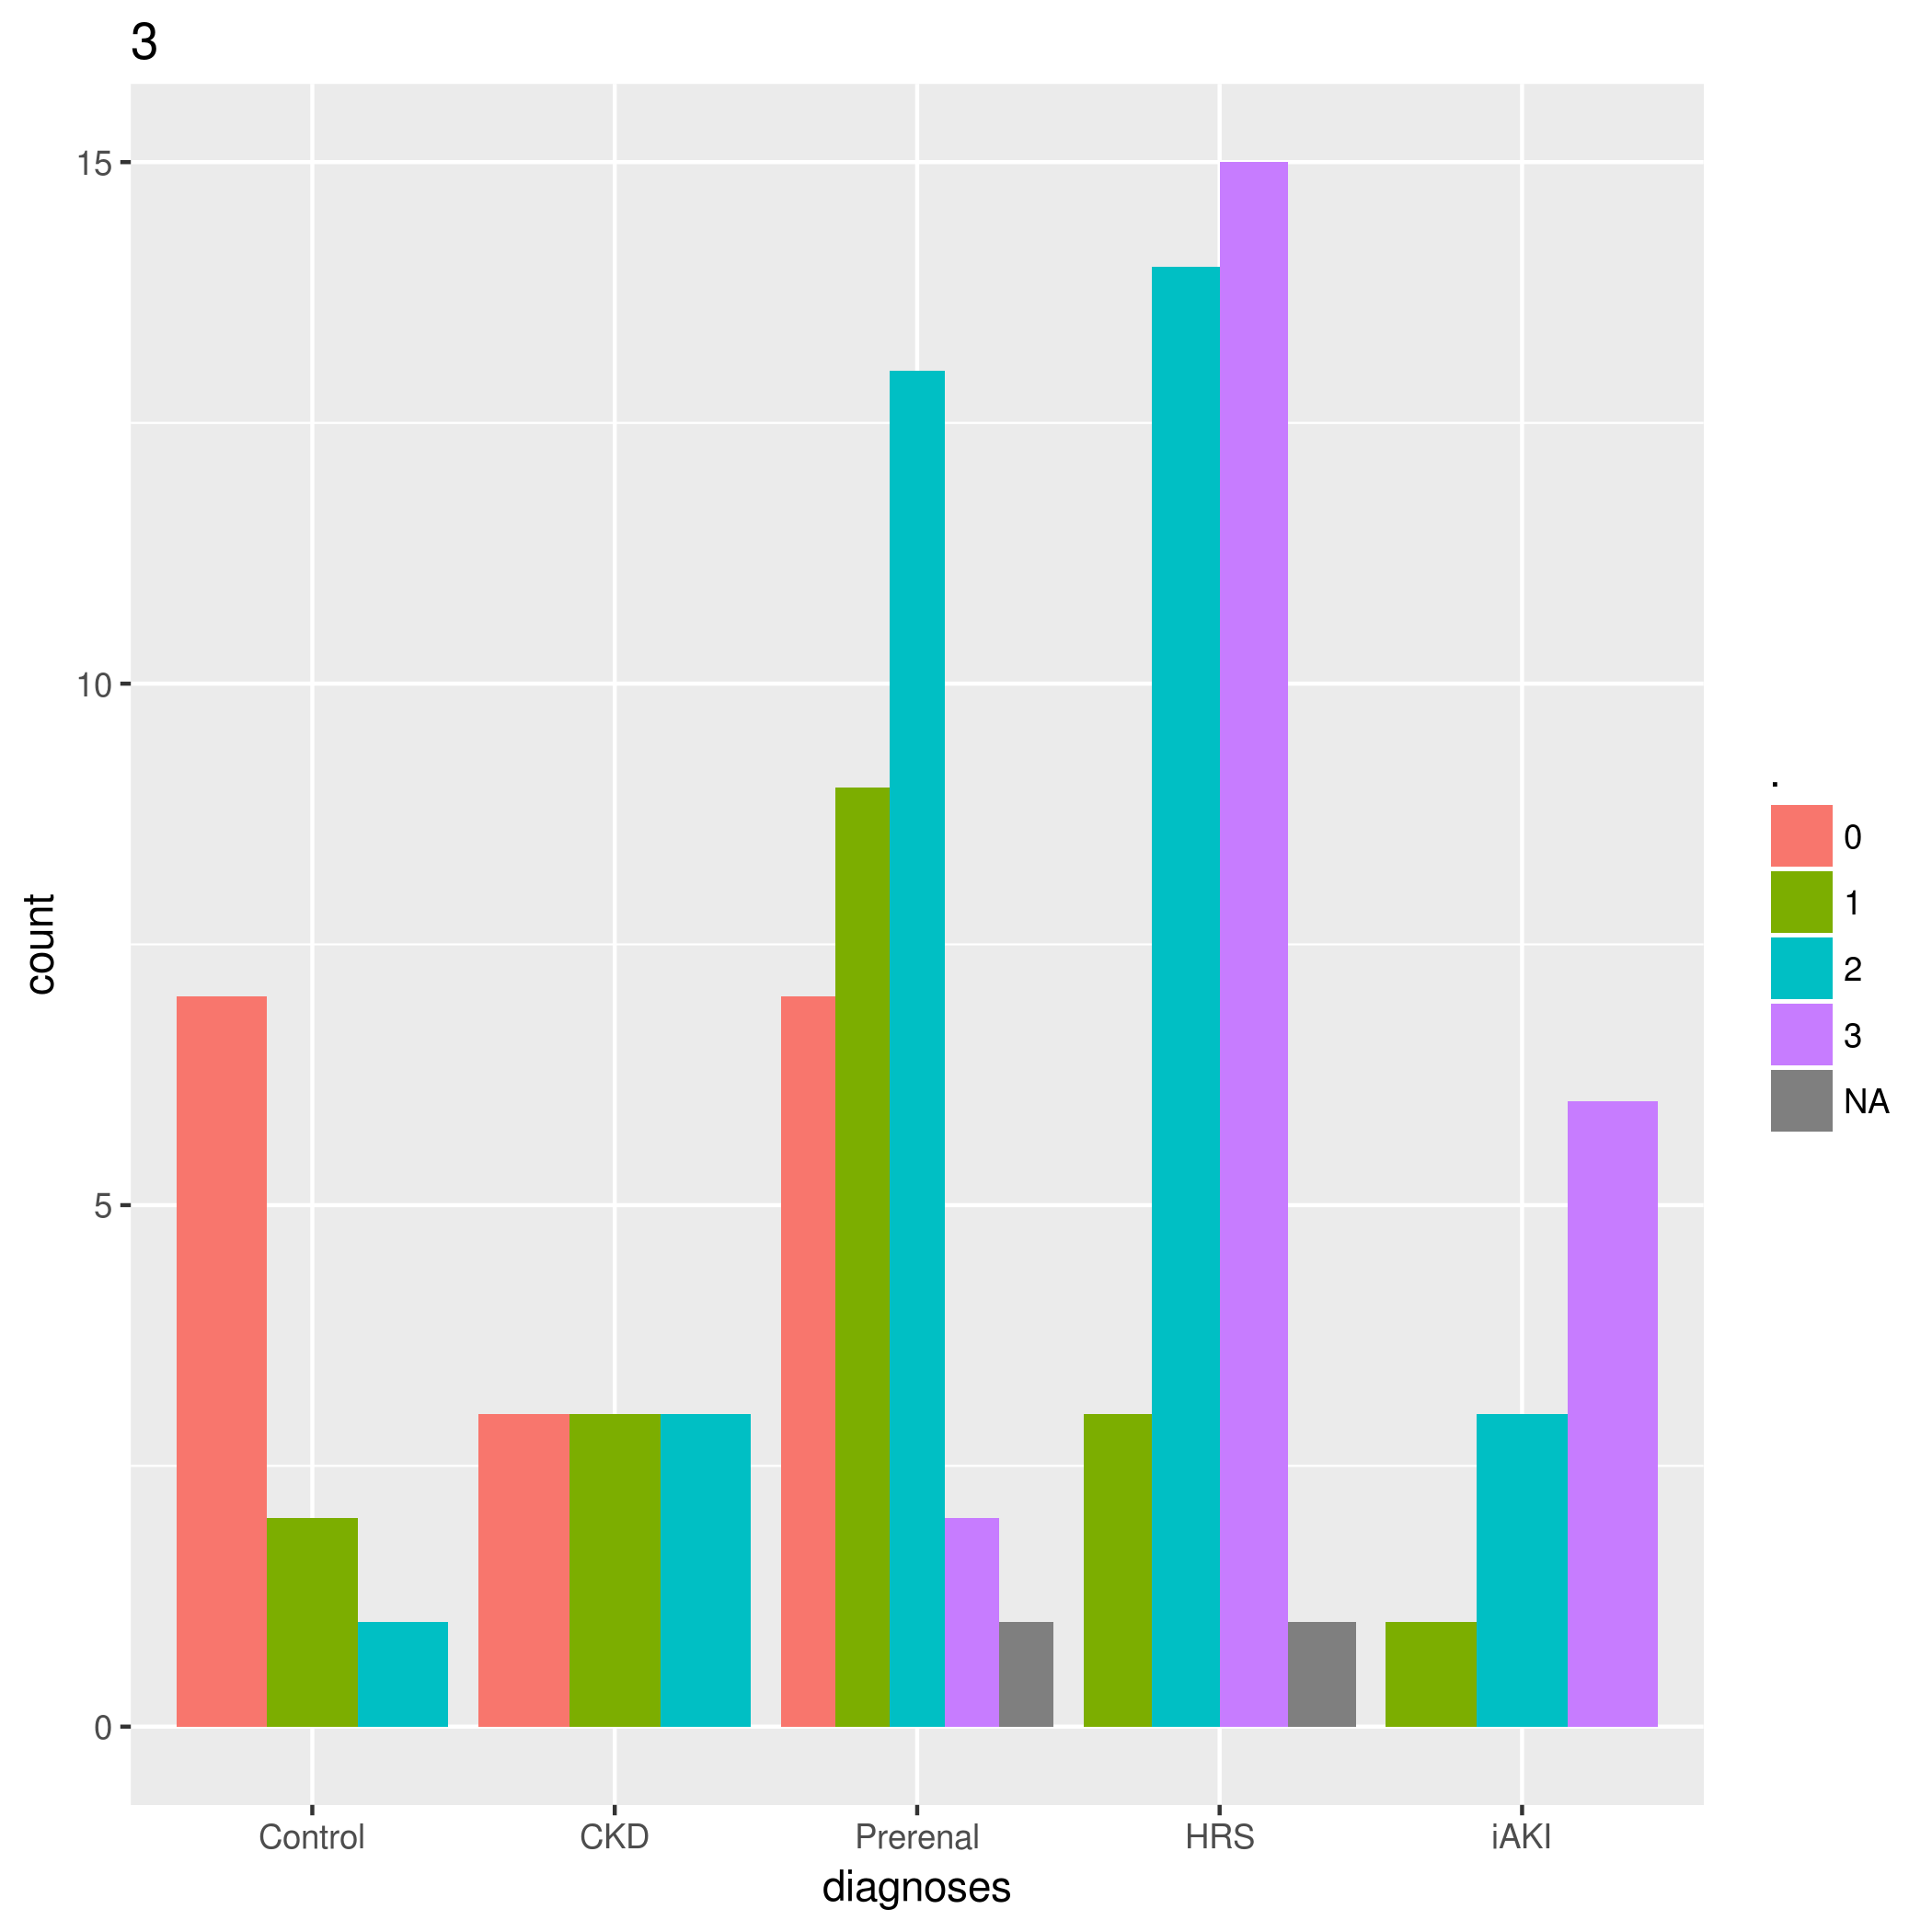 3
15
10
5
0
count
Control
CKD
Prerenal
HRS
iAKI
diagnoses
.
0
1
2
3
NA